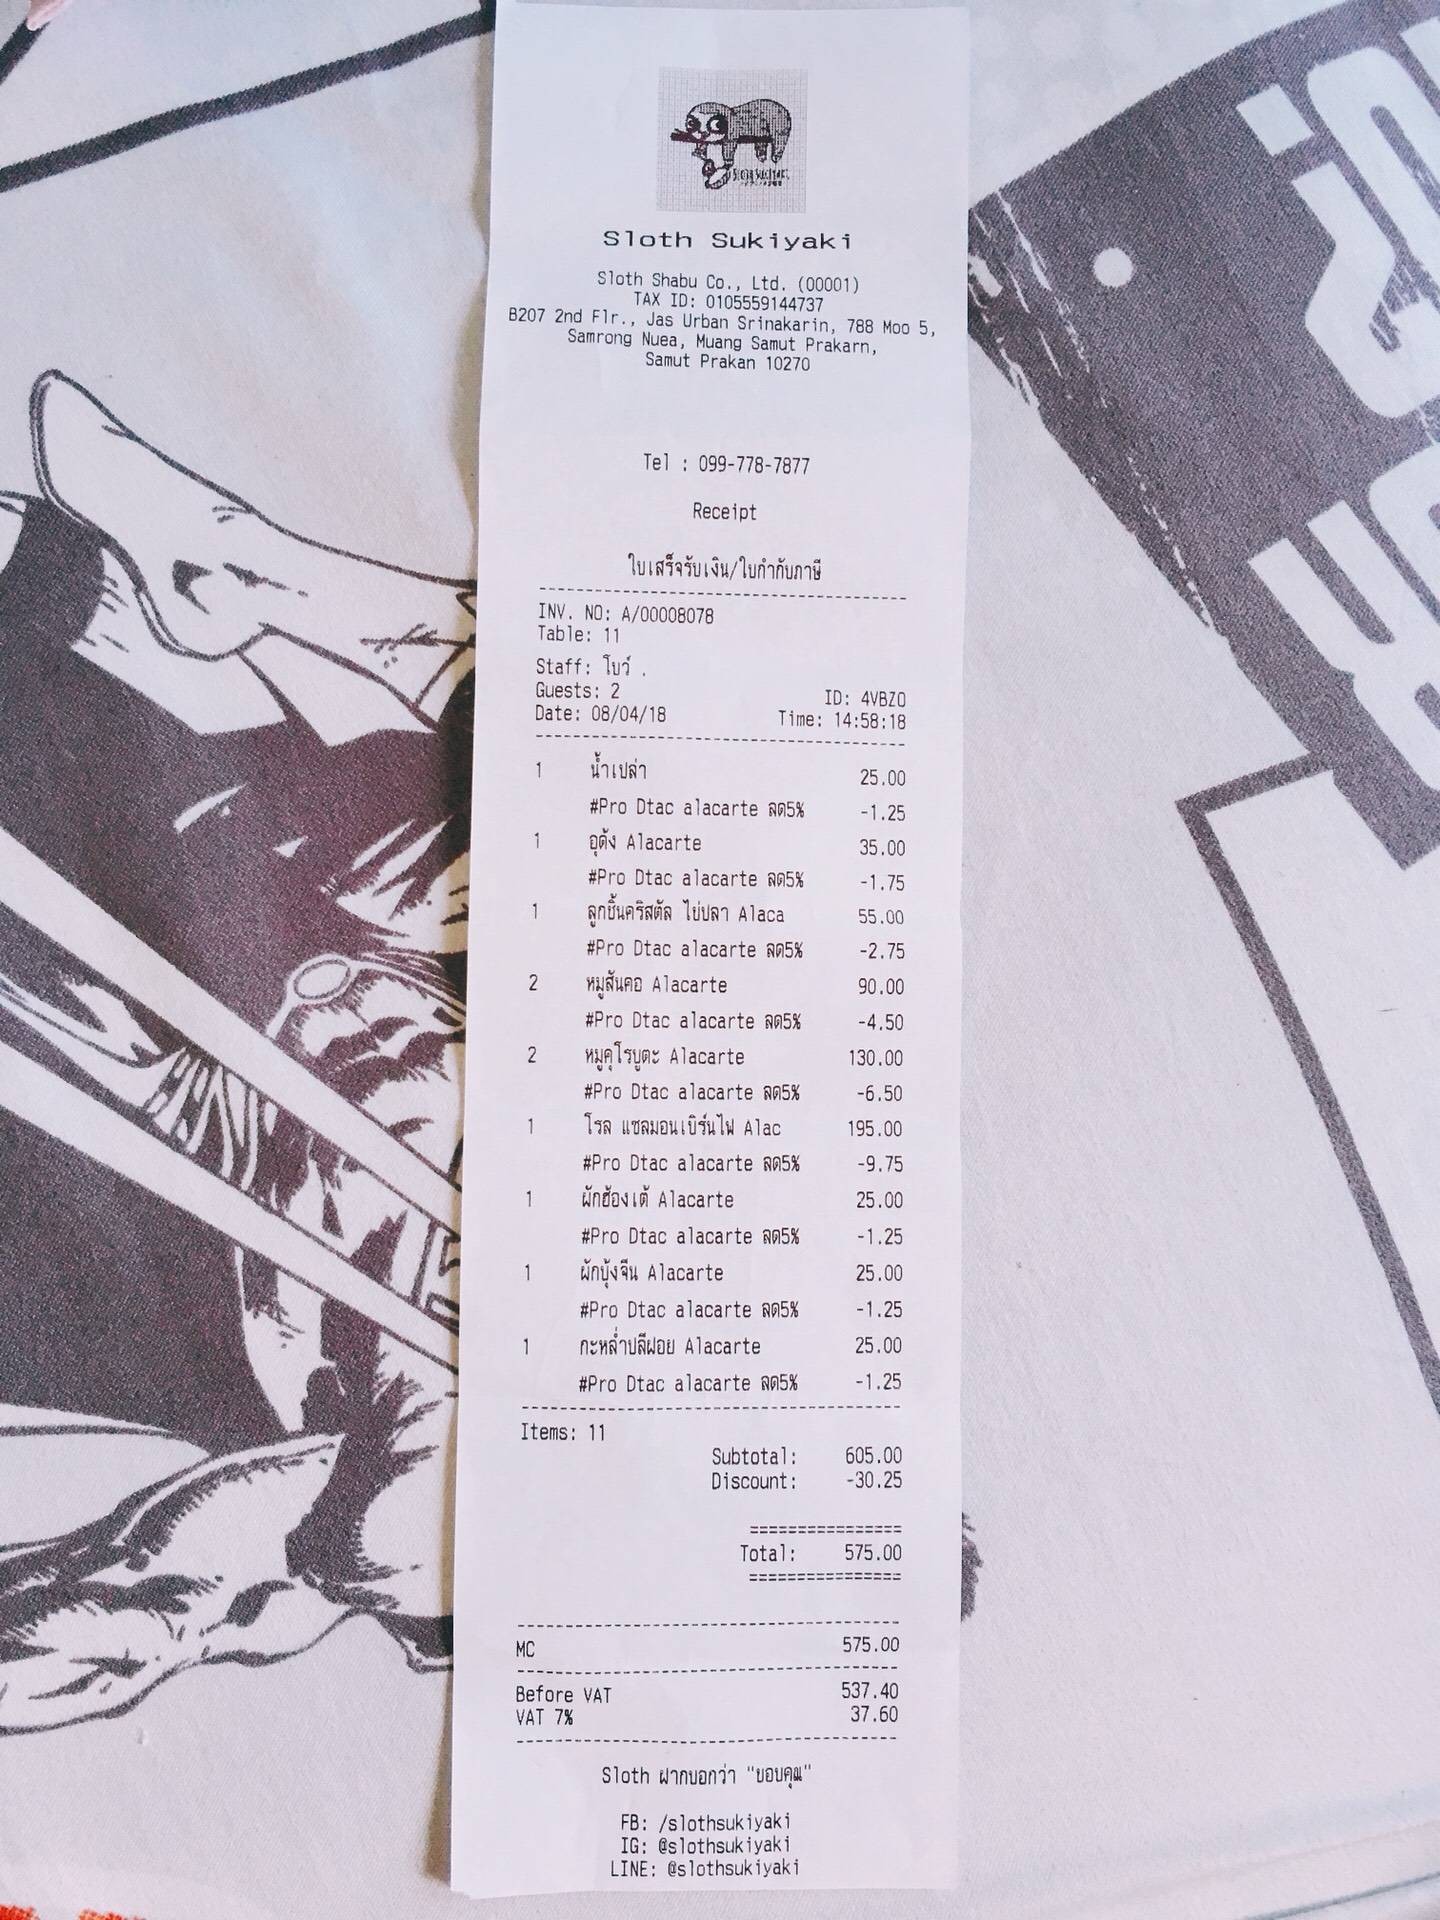 Sloth Sukiyaki
Sloth Shabu Co., Ltd. (00001)
TAX ID: 0105559144737
B207 2nd Flr., Jas Urban Srinakarin, 788 Moo 5,
Samrong Nuea, Muang Samut Prakarn,
Samut Prakan 10270
Tel : 099-778-7877
Receipt
ใบเสร็จรับเงิน/ใบกำกับภาษี
INV. NO: A/00008078
Table: 11
Staff: โบว์ .
Guests: 2 ID: 4VBZO
Date: 08/04/18 Time: 14:58:18
1 น้ำเปล่า 25.00
#Pro Dtac alacarte ลด5% -1.25
1 อุด้ง Alacarte 35.00
#Pro Dtac alacarte ลด5% -1.75
1 ลูกชิ้นคริสตัล ไข่ปลา Alaca 55.00
#Pro Dtac alacarte ลด5% -2.75
2 หมูสันคอ Alacarte 90.00
#Pro Dtac alacarte ลด5% -4.50
2 หมูคุโรบูตะ Alacarte 130.00
#Pro Dtac alacarte ลด5% -6.50
1 โรล แซลมอนเบิร์นไฟ Alac 195.00
#Pro Dtac alacarte ลด5% -9.75
1 ผักฮ้องเต้ Alacarte 25.00
#Pro Dtac alacarte ลด5% -1.25
1 ผักบุ้งจีน Alacarte 25.00
#Pro Dtac alacarte ลด5% -1.25
1 กะหล่ำปลีฝอย Alacarte 25.00
#Pro Dtac alacarte ลด5% -1.25
Items: 11
Subtotal: 605.00
Discount: -30.25
Total: 575.00
MC 575.00
Before VAT 537.40
VAT 7% 37.60
Sloth ฝากบอกว่า "ขอบคุณ"
FB: /slothsukiyaki
IG: @slothsukiyaki
LINE: @slothsukiyaki